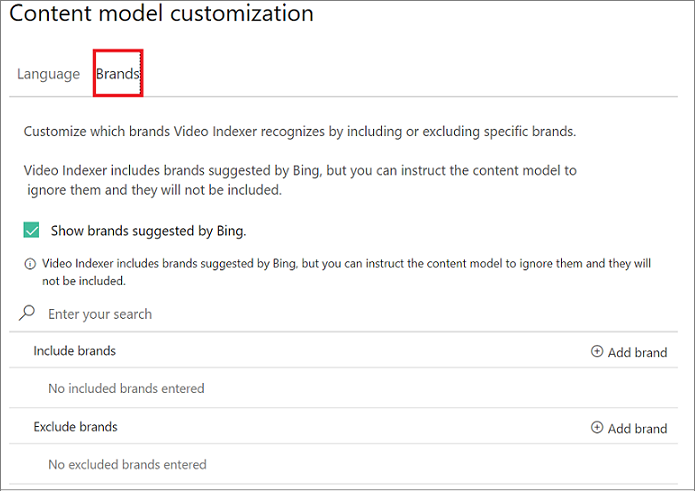 Content model customization
Language Brands
Customize which brands Video Indexer recognizes by including or excluding specific brands.
Video Indexer includes brands suggested by Bing, but you can instruct the content model to
ignore them and they will not be included.
Show brands suggested by Bing.
Video Indexer includes brands suggested by Bing, but you can instruct the content model to ignore them and they will
not be included.
Enter your search
Include brands Add brand
No included brands entered
Exclude brands Add brand
No excluded brands entered